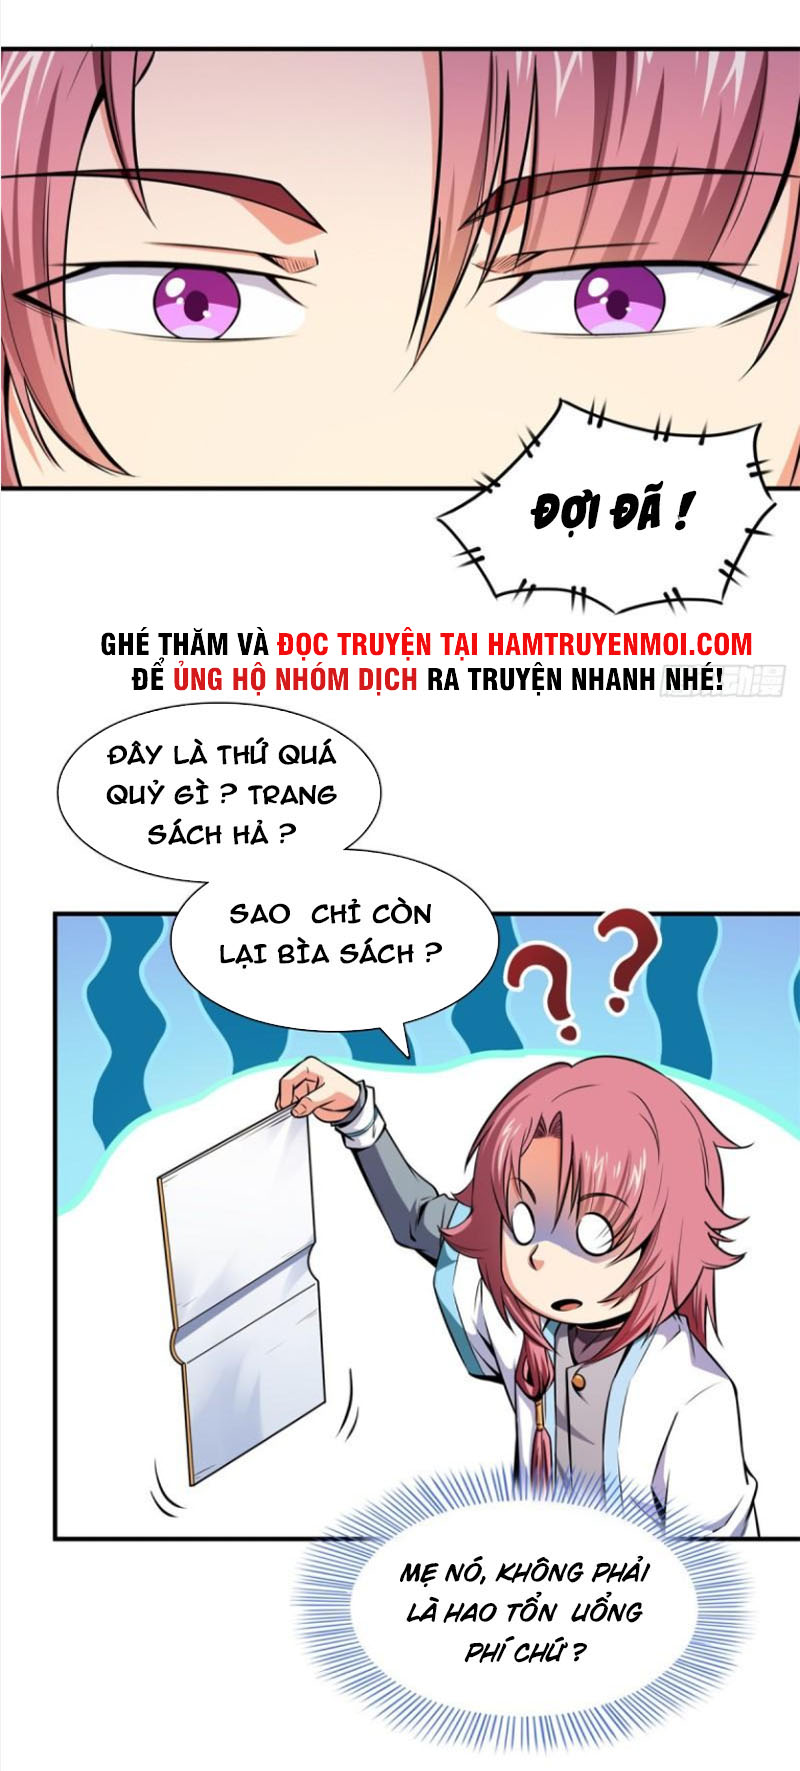 ĐỢI ĐÃ !
GHÉ THĂM VÀ ĐỌC TRUYỆN TẠI HAMTRUYENMOI.COM
ĐỂ ỦNG HỘ NHÓM DỊCH RA TRUYỆN NHANH NHÉ!
ĐÂY LÀ THỨ QUÁ
QUỶ GÌ ? TRANG
SÁCH HẢ ?
SAO CHỈ CÒN
LẠI BÌA SÁCH ?
? ?
MẸ NÓ, KHÔNG PHẢI
LÀ HAO TỔN UỔNG
PHÍ CHỨ ?